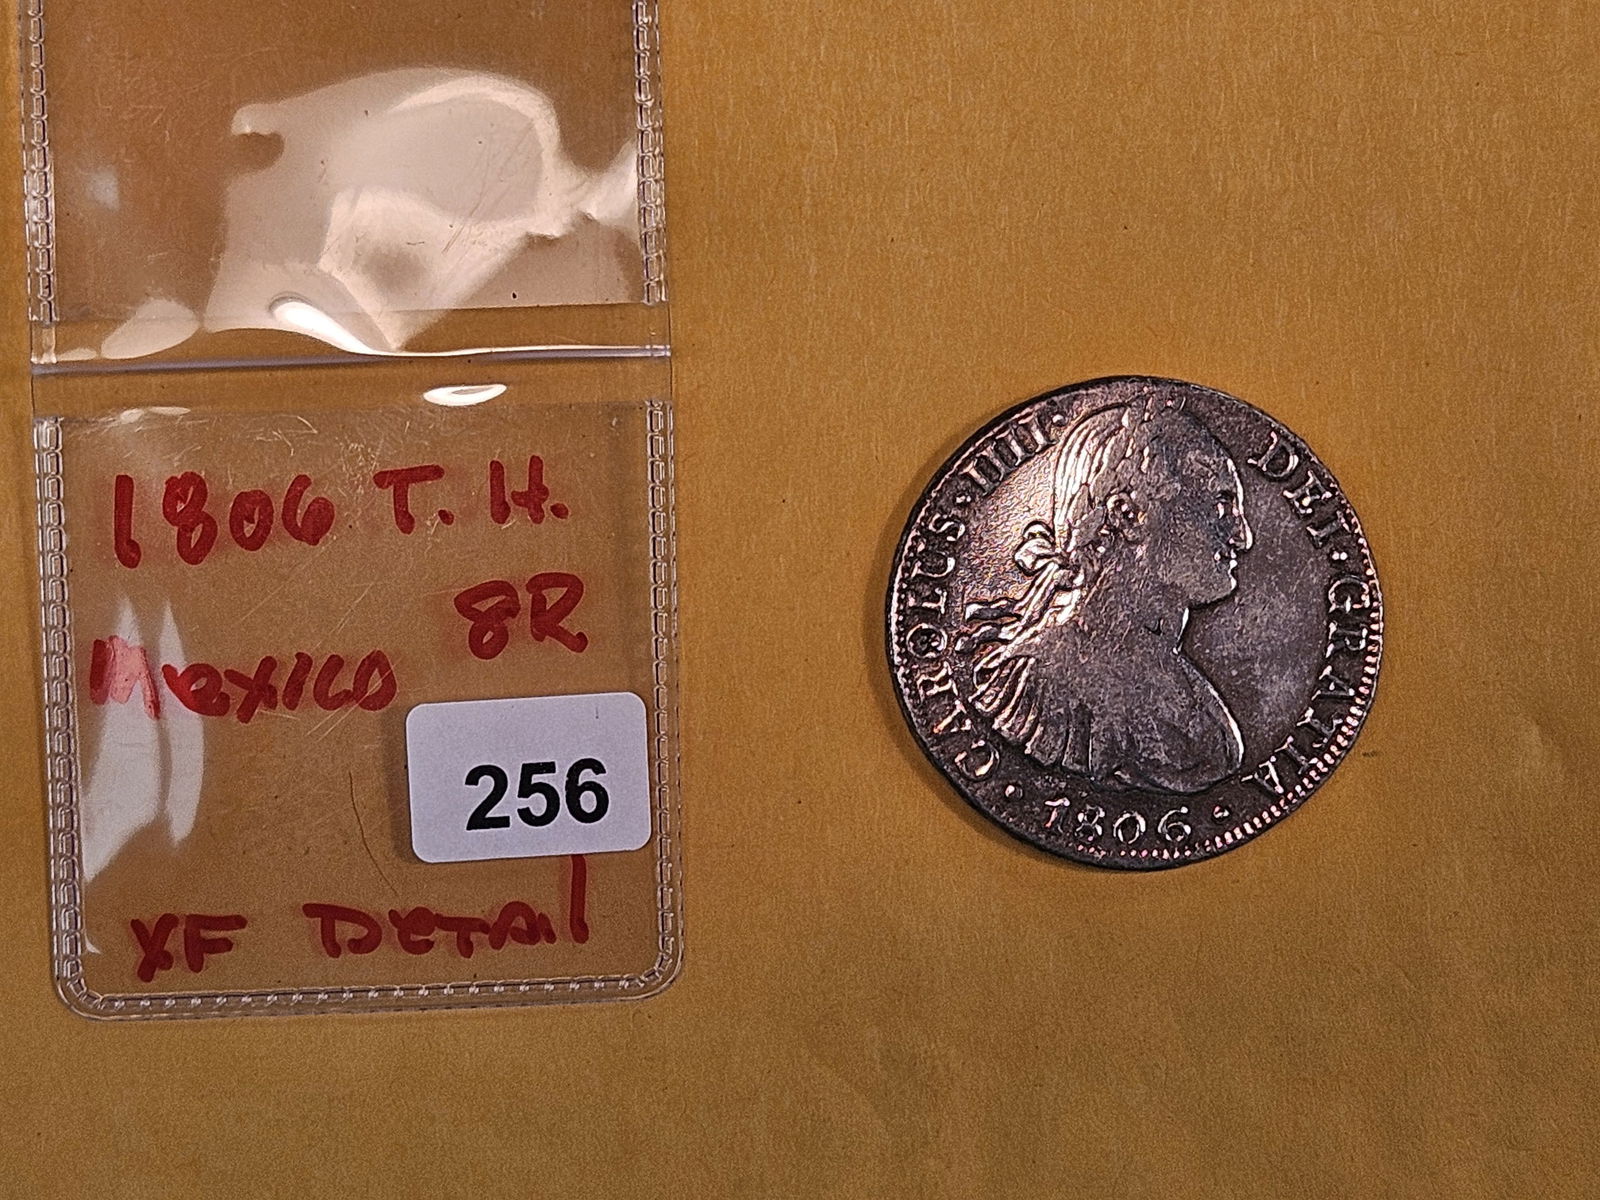 1806 T. H.
8R
Mexico
256
XF DETAIL
CAROLUS·IIII· DEI·GRATIA
·1806·